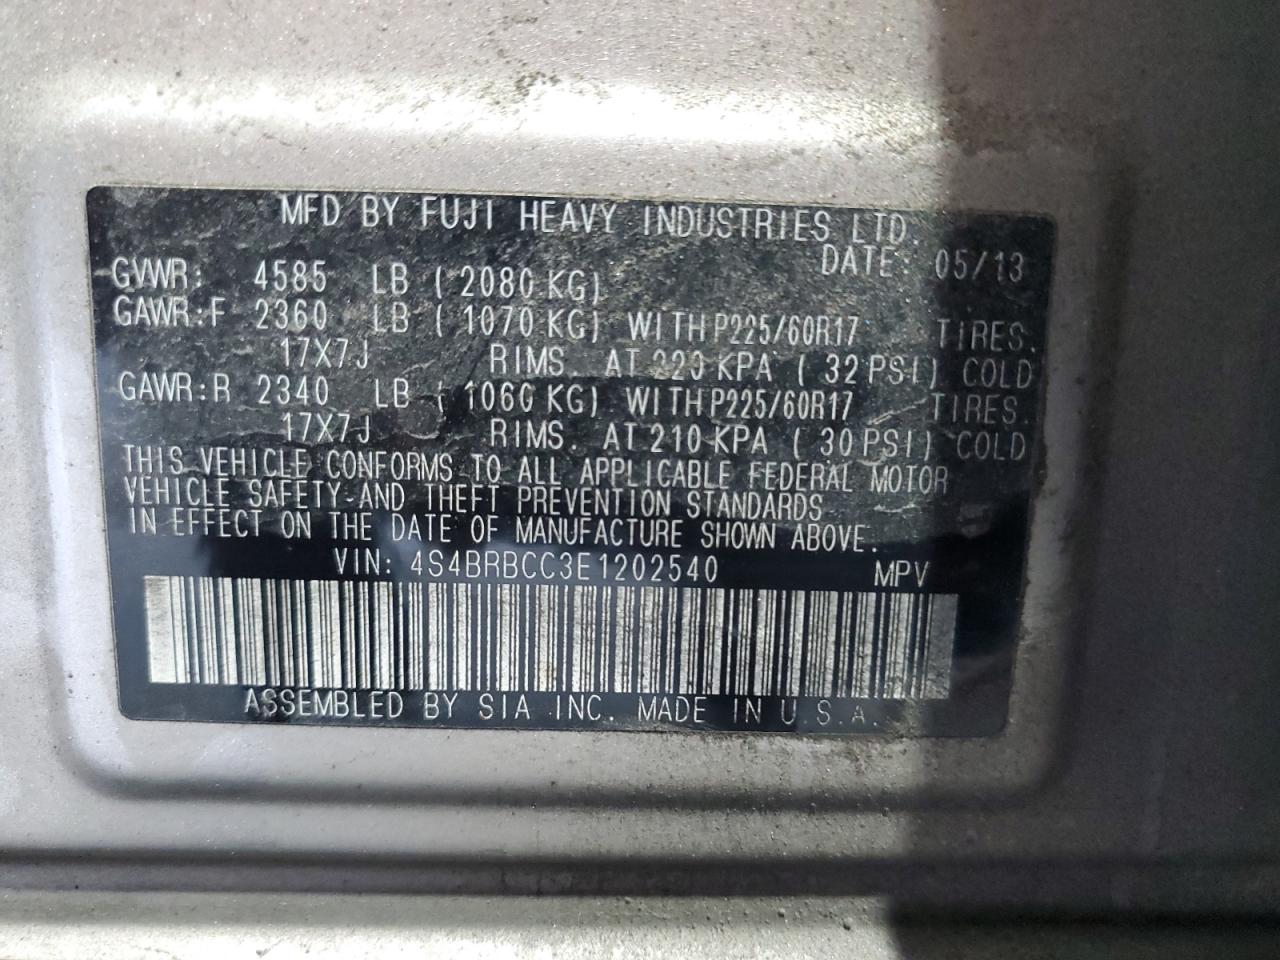 MFD BY FUJI HEAVY INDUSTRIES LTD.
DATE: 05/13
GVWR: 4585 LB (2080 KG)
GAWR:F 2360 LB (1070 KG) WITH P225/60R17 TIRES.
17X7J RIMS. AT 220 KPA (32 PSI) COLD
GAWR:R 2340 LB (1060 KG) WITH P225/60R17 TIRES.
17X7J RIMS. AT 210 KPA (30 PSI) COLD
THIS VEHICLE CONFORMS TO ALL APPLICABLE FEDERAL MOTOR
VEHICLE SAFETY AND THEFT PREVENTION STANDARDS
IN EFFECT ON THE DATE OF MANUFACTURE SHOWN ABOVE.
VIN: 4S4BRBCC3E1202540 MPV
ASSEMBLED BY SIA INC. MADE IN U.S.A.